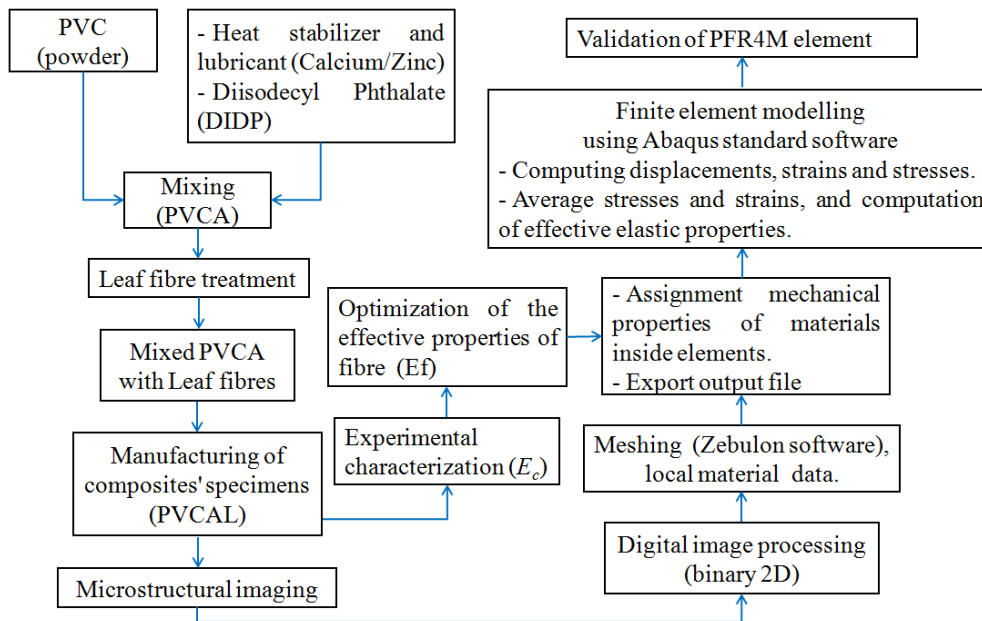 PVC
(powder)
- Heat stabilizer and
lubricant (Calcium/Zinc)
- Diisodecyl Phthalate
(DIDP)
Mixing
(PVCA)
Leaf fibre treatment
Mixed PVCA
with Leaf fibres
Manufacturing of
composites' specimens
(PVCAL)
Microstructural imaging
Experimental
characterization (Ec)
Optimization of the
effective properties of
fibre (Ef)
Digital image processing
(binary 2D)
Meshing (Zebulon software),
local material data.
- Assignment mechanical
properties of materials
inside elements.
- Export output file
Finite element modelling
using Abaqus standard software
- Computing displacements, strains and stresses.
- Average stresses and strains, and computation
of effective elastic properties.
Validation of PFR4M element